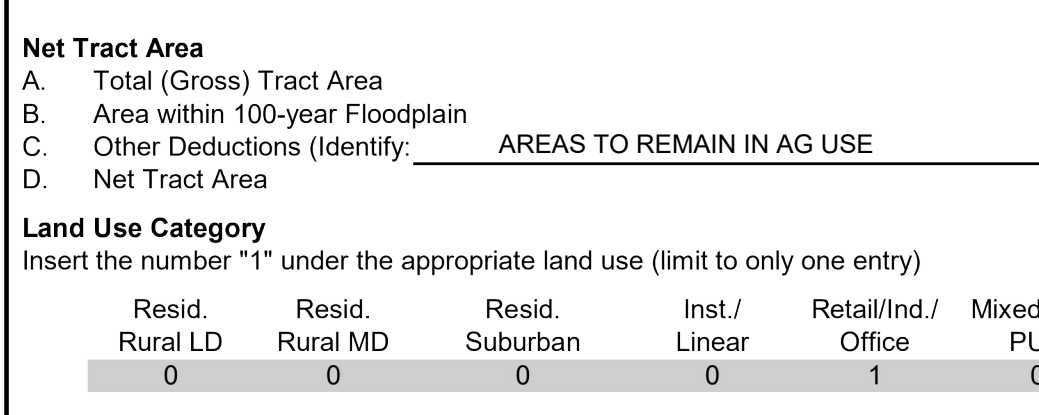 Net Tract Area
A. Total (Gross) Tract Area
B. Area within 100-year Floodplain
C. Other Deductions (Identify: AREAS TO REMAIN IN AG USE
D. Net Tract Area
Land Use Category
Insert the number "1" under the appropriate land use (limit to only one entry)
Resid. Resid. Resid. Inst./ Retail/Ind./ Mixed
Rural LD Rural MD Suburban Linear Office PU
0 0 0 0 1 0